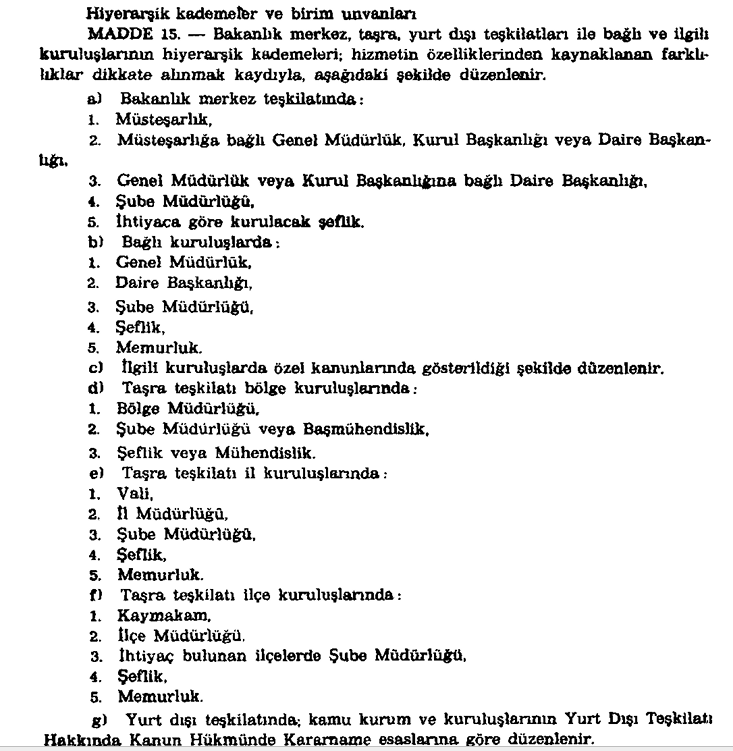 Hiyerarşik kademeler ve birim unvanları
MADDE 15. — Bakanlık merkez, taşra, yurt dışı teşkilatları ile bağlı ve ilgili
kuruluşlarının hiyerarşik kademeleri; hizmetin özelliklerinden kaynaklanan farklı-
lıklar dikkate alınmak kaydıyla, aşağıdaki şekilde düzenlenir.
a) Bakanlık merkez teşkilatında:
1. Müsteşarlık,
2. Müsteşarlığa bağlı Genel Müdürlük, Kurul Başkanlığı veya Daire Başkan-
lığı,
3. Genel Müdürlük veya Kurul Başkanlığına bağlı Daire Başkanlığı,
4. Şube Müdürlüğü,
5. İhtiyaca göre kurulacak şeflik.
b) Bağlı kuruluşlarda:
1. Genel Müdürlük,
2. Daire Başkanlığı,
3. Şube Müdürlüğü,
4. Şeflik,
5. Memurluk.
c) İlgili kuruluşlarda özel kanunlarında gösterildiği şekilde düzenlenir.
d) Taşra teşkilatı bölge kuruluşlarında:
1. Bölge Müdürlüğü,
2. Şube Müdürlüğü veya Başmühendislik,
3. Şeflik veya Mühendislik.
e) Taşra teşkilatı il kuruluşlarında:
1. Vali,
2. İl Müdürlüğü,
3. Şube Müdürlüğü,
4. Şeflik,
5. Memurluk.
f) Taşra teşkilatı ilçe kuruluşlarında:
1. Kaymakam,
2. İlçe Müdürlüğü.
3. İhtiyaç bulunan ilçelerde Şube Müdürlüğü,
4. Şeflik,
5. Memurluk.
g) Yurt dışı teşkilatında; kamu kurum ve kuruluşlarının Yurt Dışı Teşkilatı
Hakkında Kanun Hükmünde Kararname esaslarına göre düzenlenir.